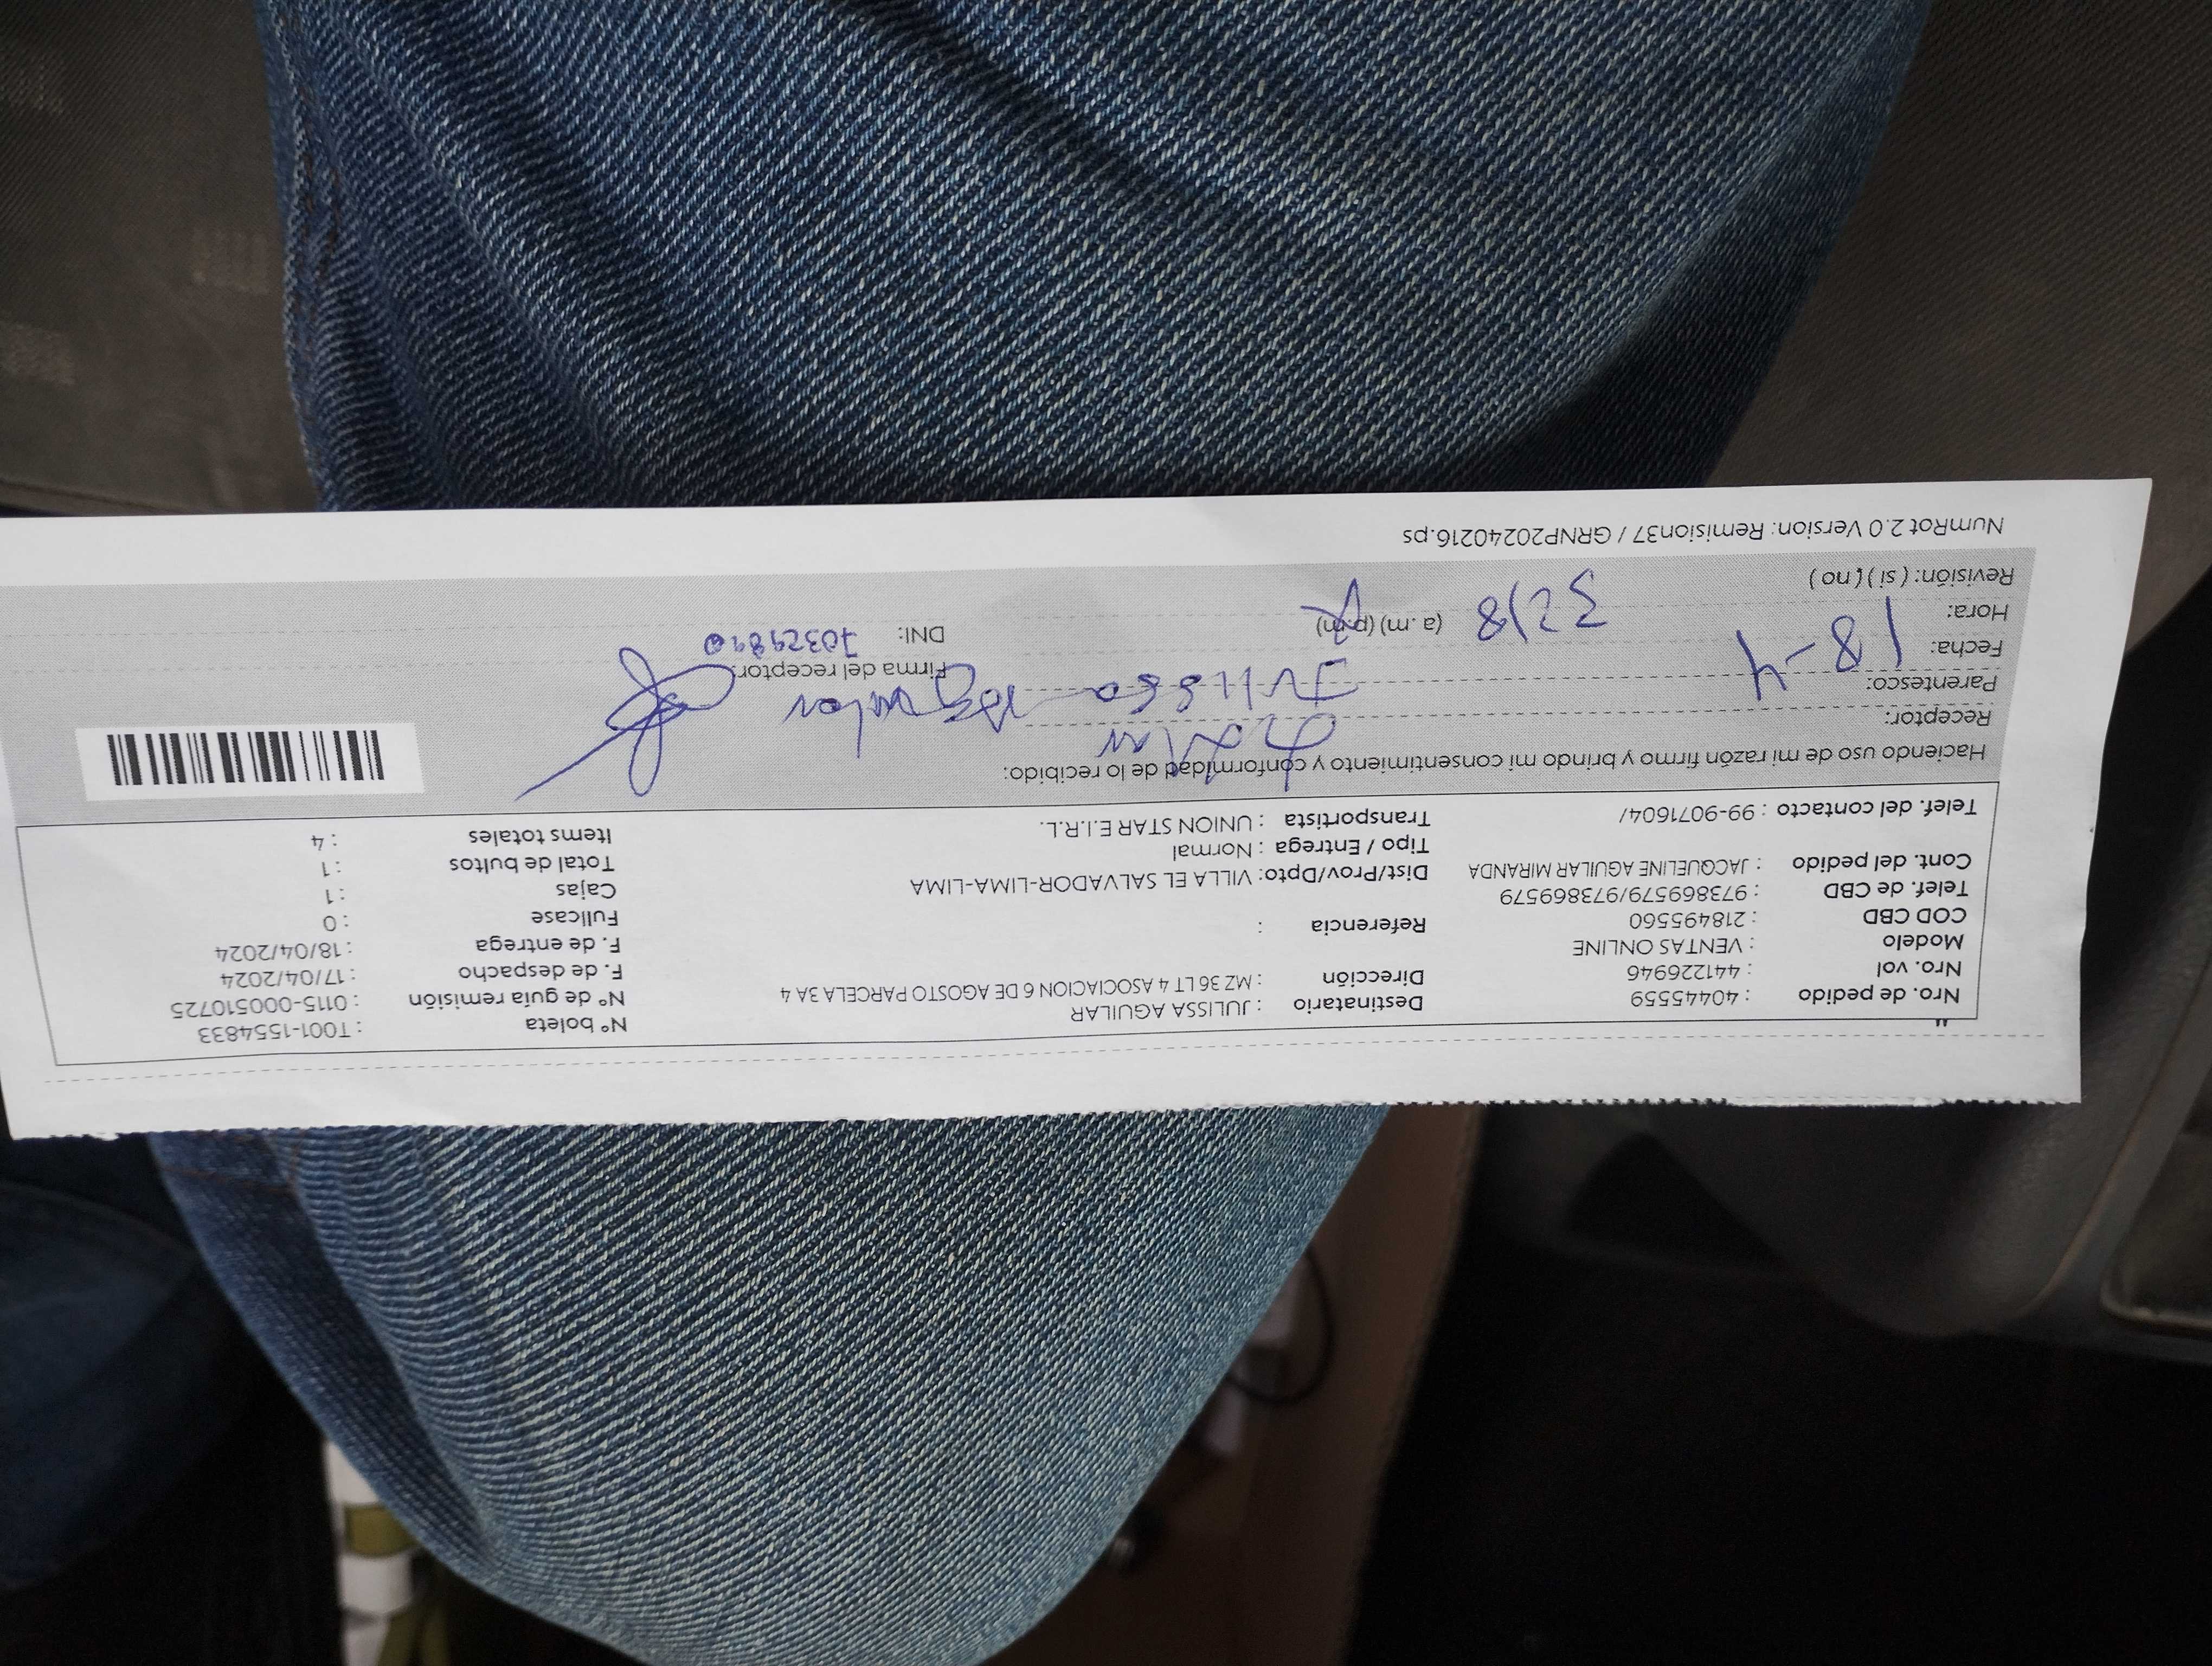 Nro. de pedido : 40445559 Destinatario : JULISSA AGUILAR N° boleta : T001-1554833
Nro. vol : 441226946 Dirección : MZ 36 LT 4 ASOCIACION 6 DE AGOSTO PARCELA 3A 4 N° de guía remisión : 0115-000510725
Modelo : VENTAS ONLINE F. de despacho : 17/04/2024
COD CBD : 218495560 Referencia : F. de entrega : 18/04/2024
Telef. de CBD : 973869579/973869579 Fullcase : 0
Cont. del pedido : JACQUELINE AGUILAR MIRANDA Dist/Prov/Dpto: VILLA EL SALVADOR-LIMA-LIMA Cajas : 1
Tipo / Entrega : Normal Total de bultos : 1
Telef. del contacto : 99-9071604/ Transportista : UNION STAR E.I.R.L. Items totales : 4
Haciendo uso de mi razón firmo y brindo mi consentimiento y conformidad de lo recibido:
Receptor:
Parentesco: Julissa Aguilar
Fecha: 18-4 Firma del receptor:
Hora: (a.m) (p.m) DNI: 70329890
Revisión: ( si ) ( no )
NumRot 2.0 Version: Remision37 / GRNP20240216.ps